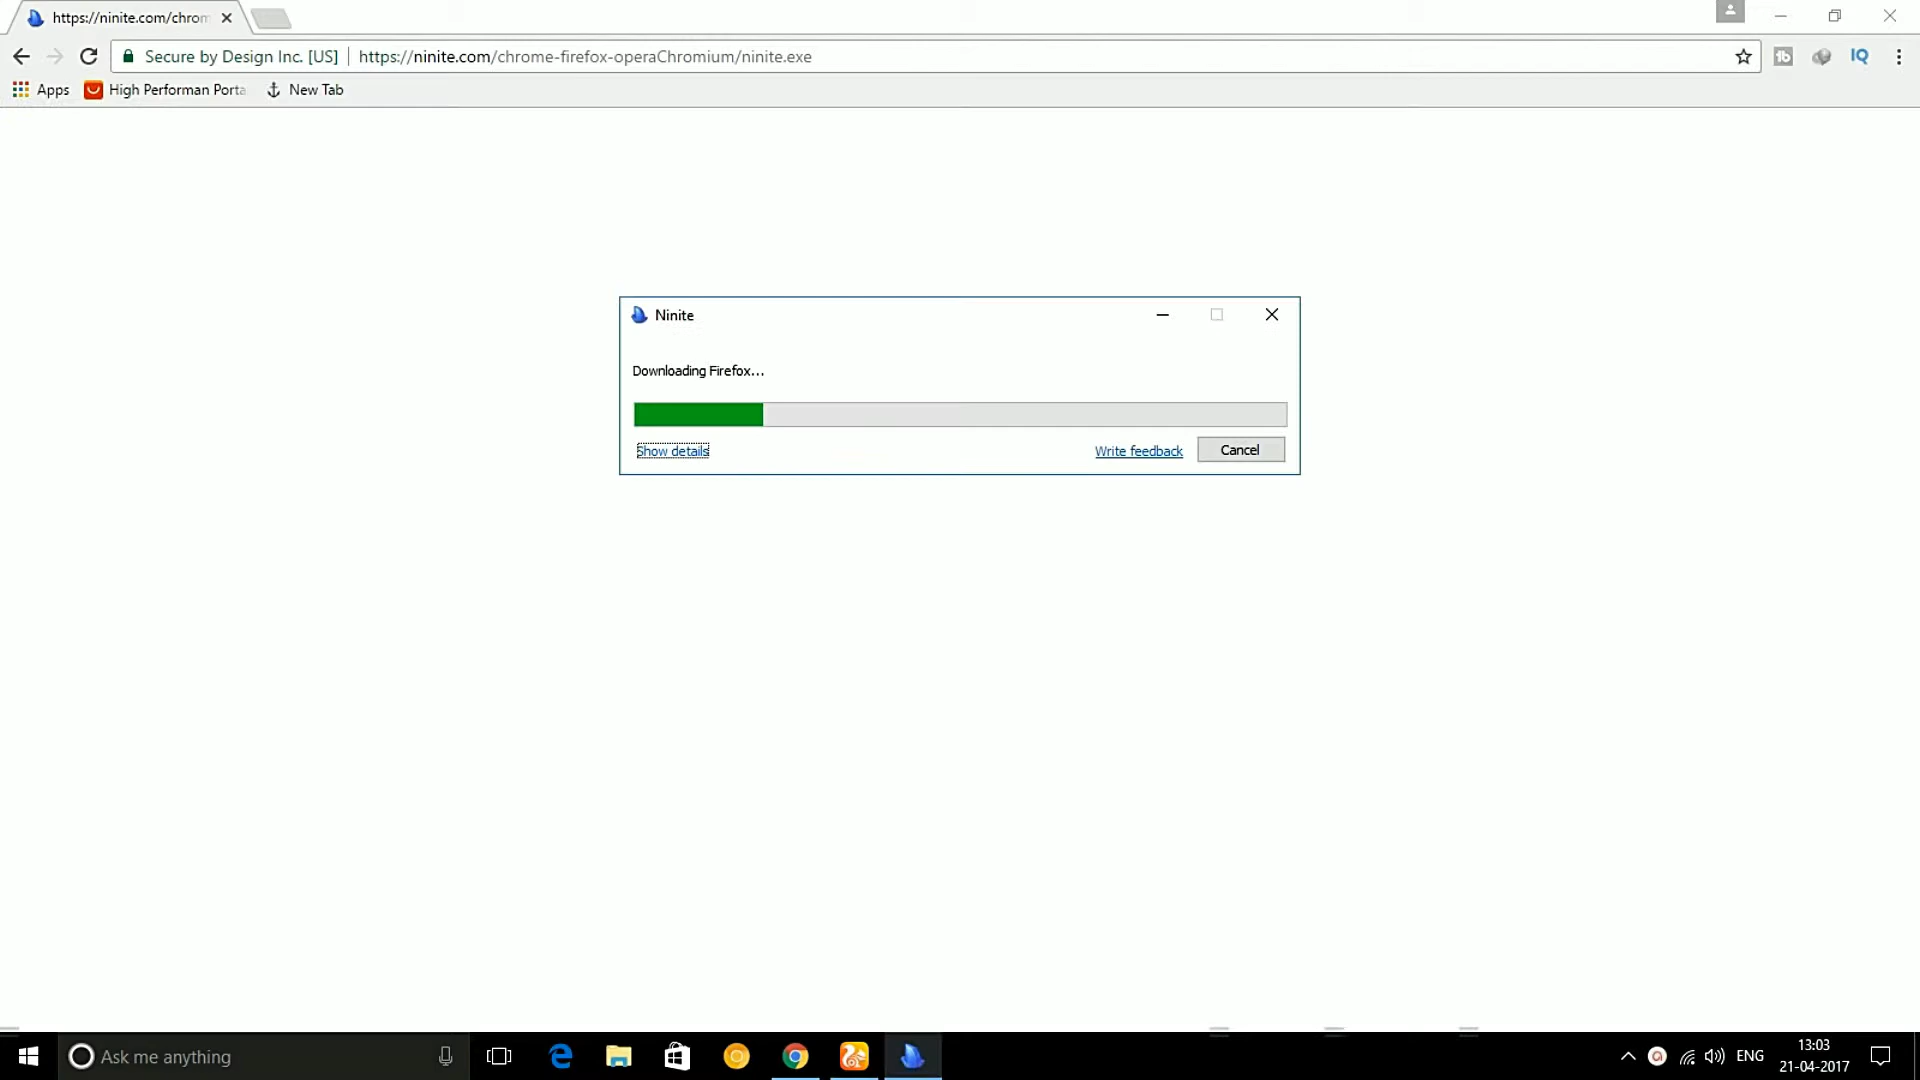 https://ninite.com/chrom
Secure by Design Inc. [US] | https://ninite.com/chrome-firefox-operaChromium/ninite.exe
IQ
Apps High Performan Porta New Tab
Ninite
Downloading Firefox...
Show details Write feedback Cancel
Ask me anything
ENG
13:03
21-04-2017